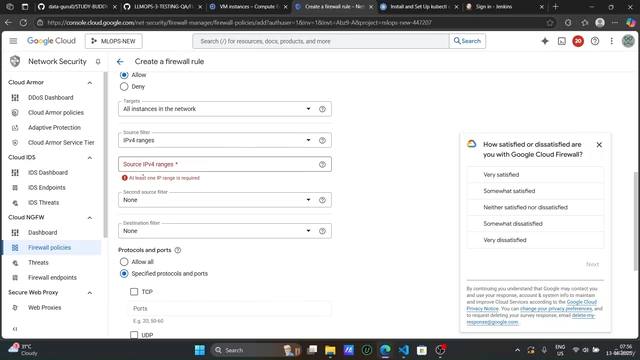 data-guru0/STUDY-BUDDY
LLMOPS-3-TESTING-QA/F
VM instances – Compute E
Create a firewall rule –
Install and Set Up kubectl
Sign in - Jenkins
https://console.cloud.google.com/net-security/firewall-manager/firewall-policies/add?authuser=1&inv=1&invt=Abz9-A&project=mlops-new-447207
Google Cloud
MLOPS-NEW
Search (/) for resources, docs, products, and more
Search
20
Network Security
Create a firewall rule
Cloud Armor
DDoS Dashboard
Cloud Armor policies
Adaptive Protection
Cloud Armor Service Tier
Cloud IDS
IDS Dashboard
IDS Endpoints
IDS Threats
Cloud NGFW
Dashboard
Firewall policies
Threats
Firewall endpoints
Secure Web Proxy
Web Proxies
Allow
Deny
Targets
All instances in the network
Source filter
IPv4 ranges
Source IPv4 ranges *
At least one IP range is required
Second source filter
None
Destination filter
None
Protocols and ports
Allow all
Specified protocols and ports
TCP
Ports
E.g. 20, 50-60
UDP
How satisfied or dissatisfied are
you with Google Cloud Firewall?
Very satisfied
Somewhat satisfied
Neither satisfied nor dissatisfied
Somewhat dissatisfied
Very dissatisfied
Next
By continuing you understand that Google may contact you
and use your response, account & system info to maintain
and improve Cloud Services according to the Google Cloud
Privacy Notice. You can change your privacy preferences, and
to request deleting your survey response, email delete-my-
response@google.com.
31°C
Cloudy
Search
ENG
US
07:56
13-08-2025